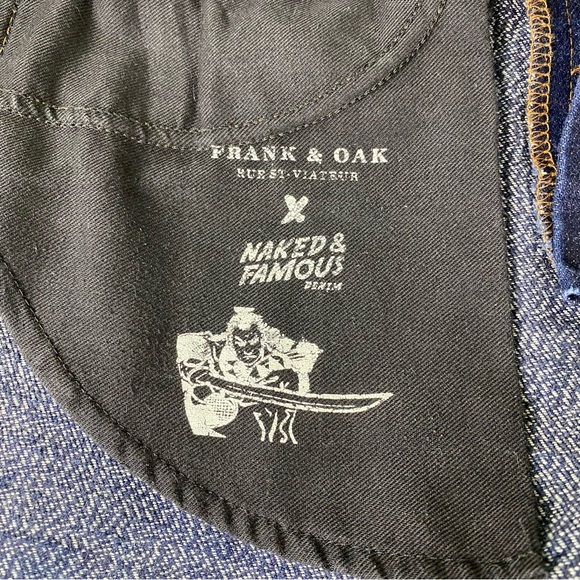 FRANK & OAK
RUE ST-VIATEUR
X
NAKED &
FAMOUS
DENIM